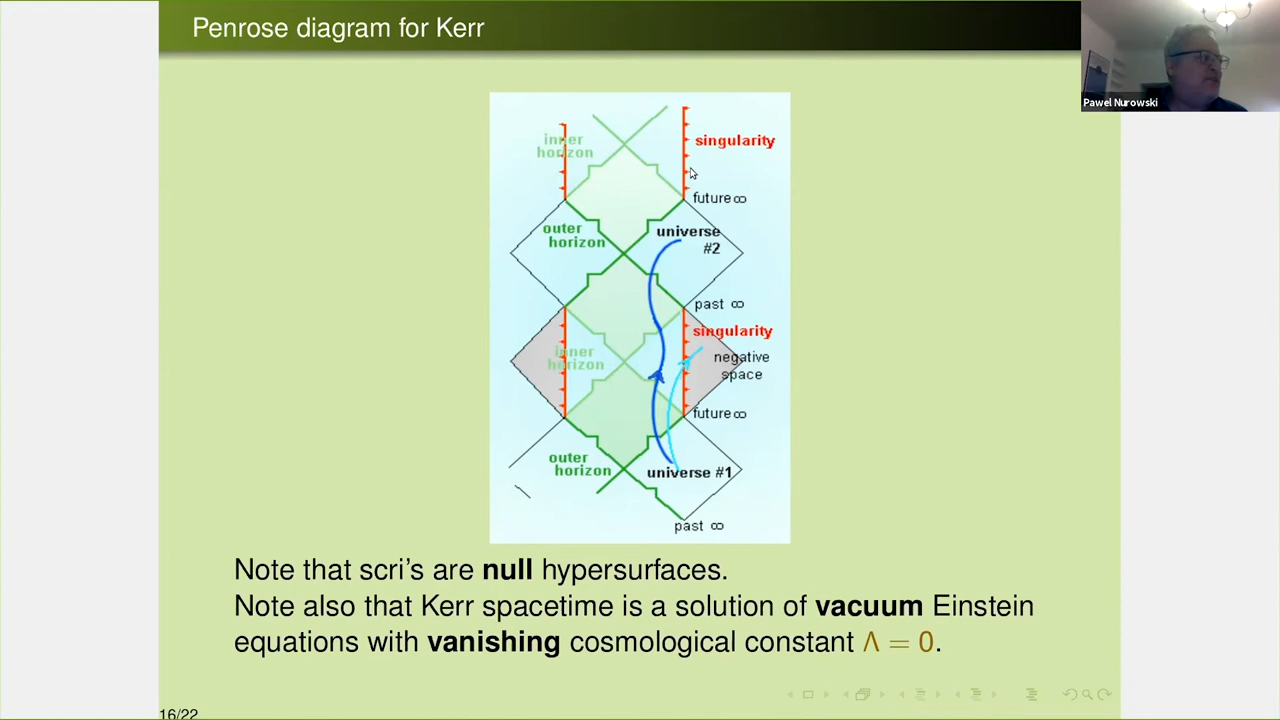 Penrose diagram for Kerr
Pawel Nurowski
inner
horizon
singularity
future ∞
outer
horizon
universe
#2
past ∞
singularity
inner
horizon
negative
space
future ∞
outer
horizon
universe #1
past ∞
Note that scri’s are null hypersurfaces.
Note also that Kerr spacetime is a solution of vacuum Einstein
equations with vanishing cosmological constant Λ = 0.
16/22